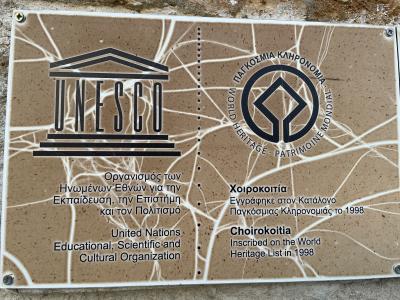 UNESCO
Οργανισμός των
Ηνωμένων Εθνών για την
Εκπαίδευση, την Επιστήμη
και τον Πολιτισμό
United Nations
Educational, Scientific and
Cultural Organization
ΠΑΓΚΟΣΜΙΑ ΚΛΗΡΟΝΟΜΙΑ
WORLD HERITAGE · PATRIMOINE MONDIAL
Χοιροκοιτία
Εγγράφηκε στον Κατάλογο
Παγκόσμιας Κληρονομιάς το 1998
Choirokoitia
Inscribed on the World
Heritage List in 1998